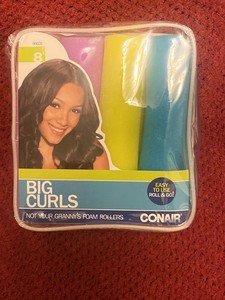 8
BIG
CURLS
EASY
TO USE
ROLL & GO!
NOT YOUR GRANNY'S FOAM ROLLERS
CONAIR